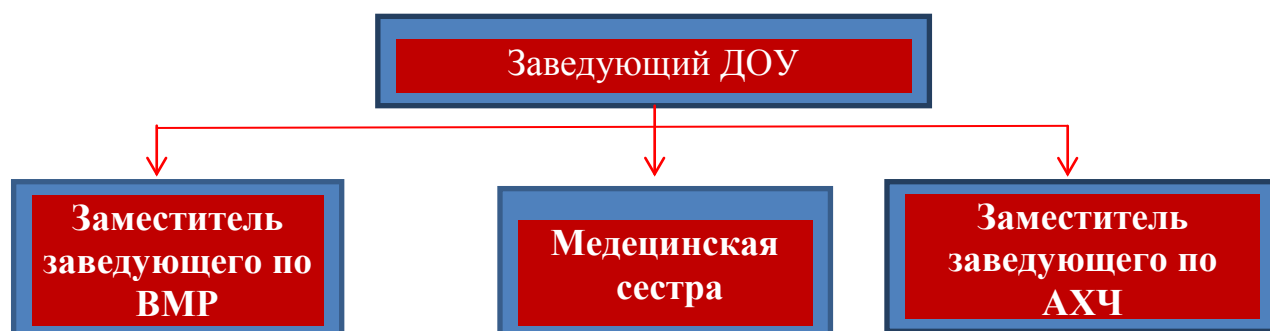 Заведующий ДОУ
Заместитель
заведующего по
ВМР
Медецинская
сестра
Заместитель
заведующего по
АХЧ